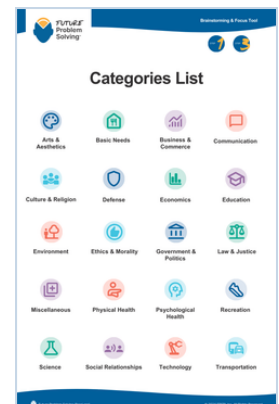 FUTURE
Problem
Solving
Brainstorming & Focus Tool
1
3
Categories List
Arts &
Aesthetics
Basic Needs
Business &
Commerce
Communication
Culture & Religion
Defense
Economics
Education
Environment
Ethics & Morality
Government &
Politics
Law & Justice
Miscellaneous
Physical Health
Psychological
Health
Recreation
Science
Social Relationships
Technology
Transportation